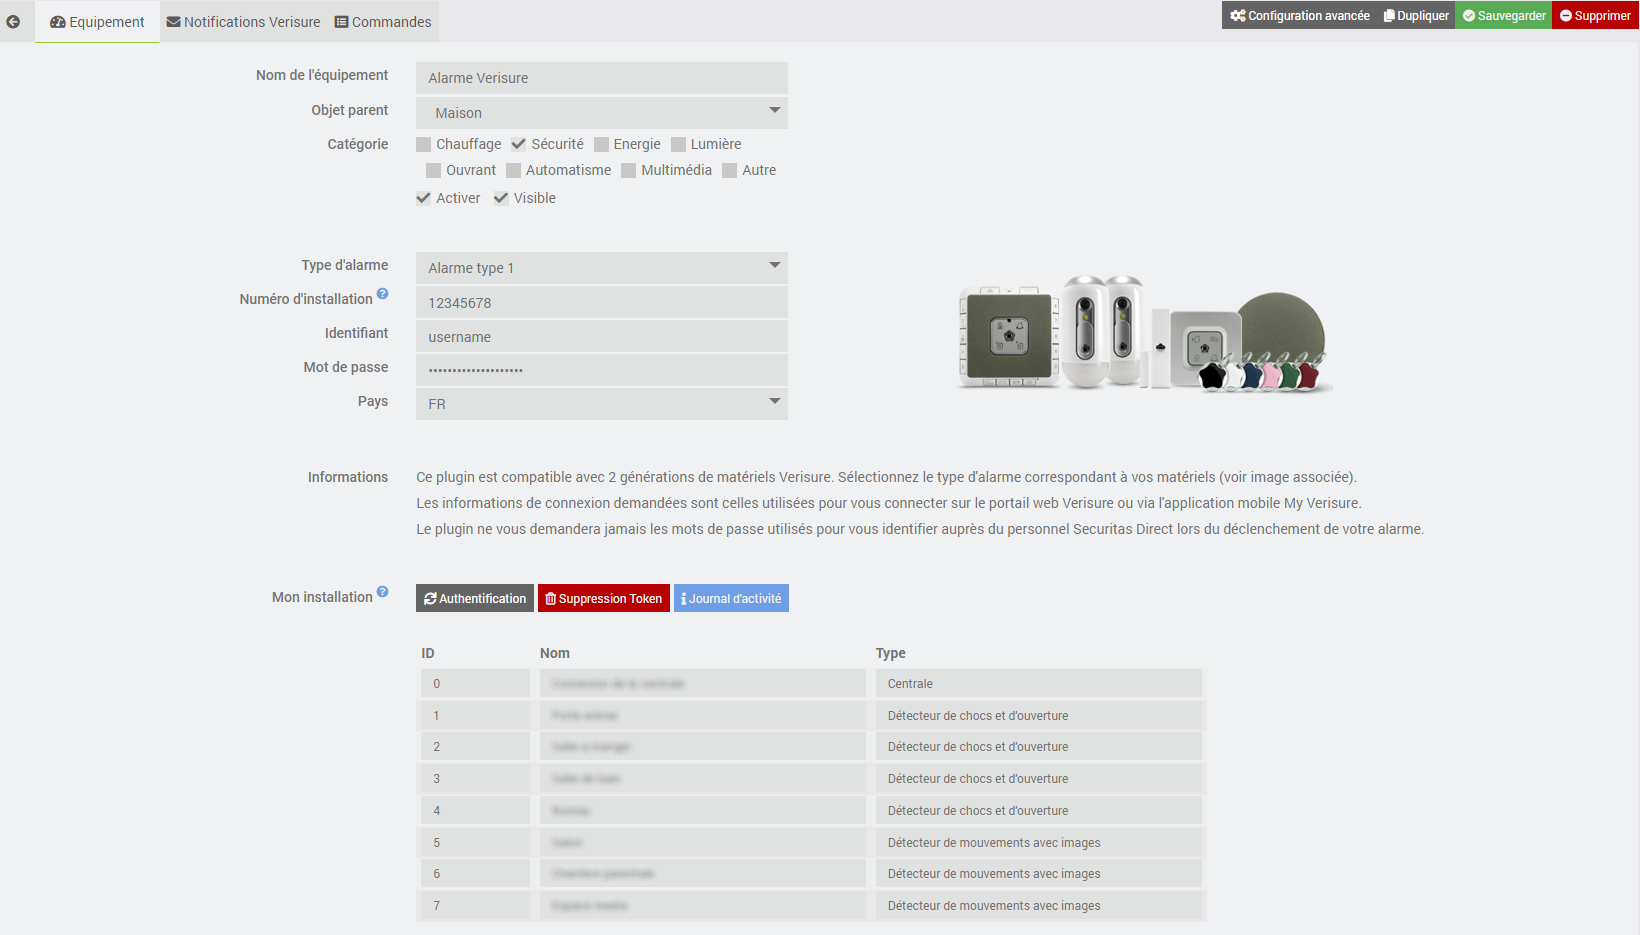 Equipement Notifications Verisure Commandes Configuration avancée Dupliquer Sauvegarder Supprimer
Nom de l'équipement Alarme Verisure
Objet parent Maison
Catégorie Chauffage Sécurité Energie Lumière
Ouvrant Automatisme Multimédia Autre
Activer Visible
Type d'alarme Alarme type 1
Numéro d'installation ? 12345678
Identifiant username
Mot de passe ••••••••••••••••••••
Pays FR
Informations Ce plugin est compatible avec 2 générations de matériels Verisure. Sélectionnez le type d'alarme correspondant à vos matériels (voir image associée).
Les informations de connexion demandées sont celles utilisées pour vous connecter sur le portail web Verisure ou via l'application mobile My Verisure.
Le plugin ne vous demandera jamais les mots de passe utilisés pour vous identifier auprès du personnel Securitas Direct lors du déclenchement de votre alarme.
Mon installation ? Authentification Suppression Token Journal d'activité
ID Nom Type
0 Centrale
1 Détecteur de chocs et d'ouverture
2 Détecteur de chocs et d'ouverture
3 Détecteur de chocs et d'ouverture
4 Détecteur de chocs et d'ouverture
5 Détecteur de mouvements avec images
6 Détecteur de mouvements avec images
7 Détecteur de mouvements avec images